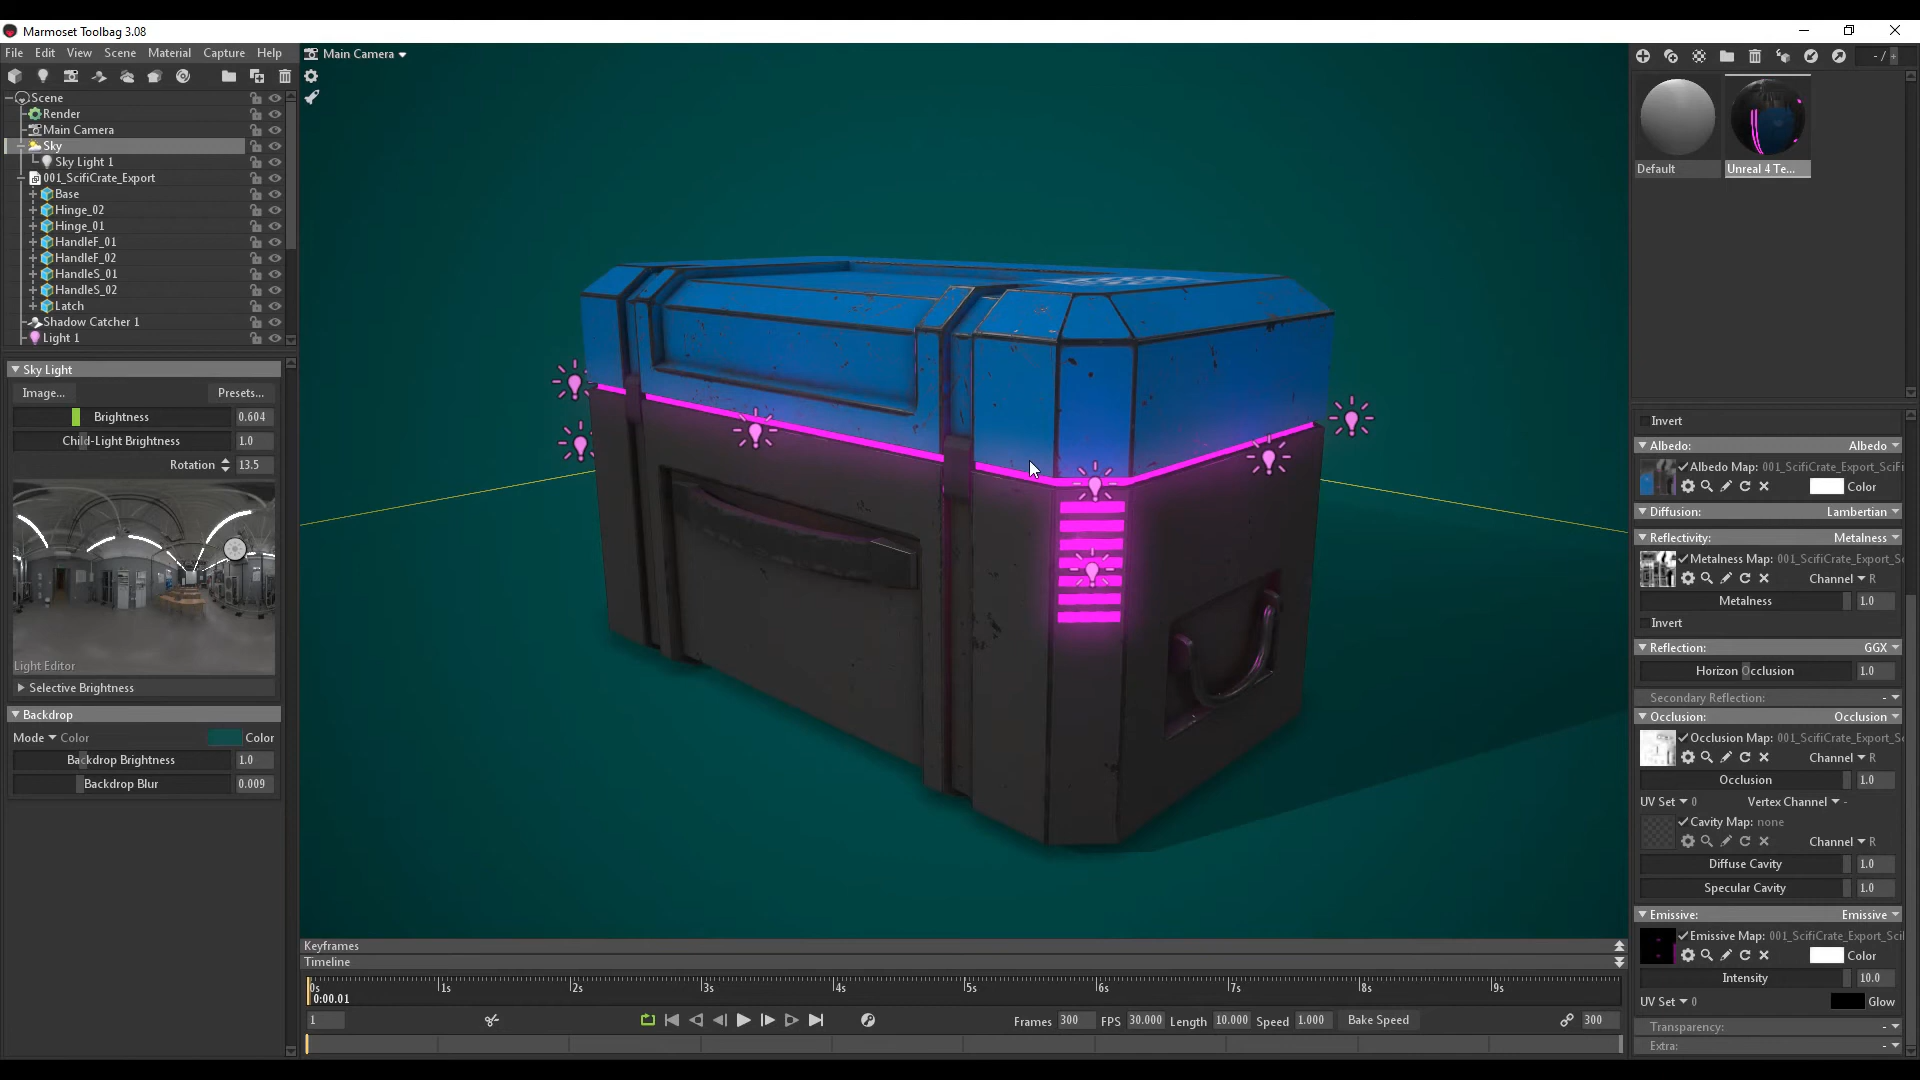 Marmoset Toolbag 3.08
File Edit View Scene Material Capture Help
Main Camera
- /
Scene
Render
Main Camera
Sky
Sky Light 1
001_ScifiCrate_Export
Base
Hinge_02
Hinge_01
HandleF_01
HandleF_02
HandleS_01
HandleS_02
Latch
Shadow Catcher 1
Light 1
Default
Unreal 4 Te...
Sky Light
Image... Presets...
Brightness 0.604
Child-Light Brightness 1.0
Rotation 13.5
Light Editor
Selective Brightness
Backdrop
Mode Color Color
Backdrop Brightness 1.0
Backdrop Blur 0.009
Invert
Albedo: Albedo
Albedo Map: 001_ScifiCrate_Export_SciFi
Color
Diffusion: Lambertian
Reflectivity: Metalness
Metalness Map: 001_ScifiCrate_Export_S
Channel R
Metalness 1.0
Invert
Reflection: GGX
Horizon Occlusion 1.0
Secondary Reflection: -
Occlusion: Occlusion
Occlusion Map: 001_ScifiCrate_Export_Sc
Channel R
Occlusion 1.0
UV Set 0 Vertex Channel -
Cavity Map: none
Channel R
Diffuse Cavity 1.0
Specular Cavity 1.0
Emissive: Emissive
Emissive Map: 001_ScifiCrate_Export_Sci
Color
Intensity 10.0
UV Set 0 Glow
Transparency: -
Extra: -
Keyframes
Timeline
0s 1s 2s 3s 4s 5s 6s 7s 8s 9s
0:00.01
1 Frames 300 FPS 30.000 Length 10.000 Speed 1.000 Bake Speed 300